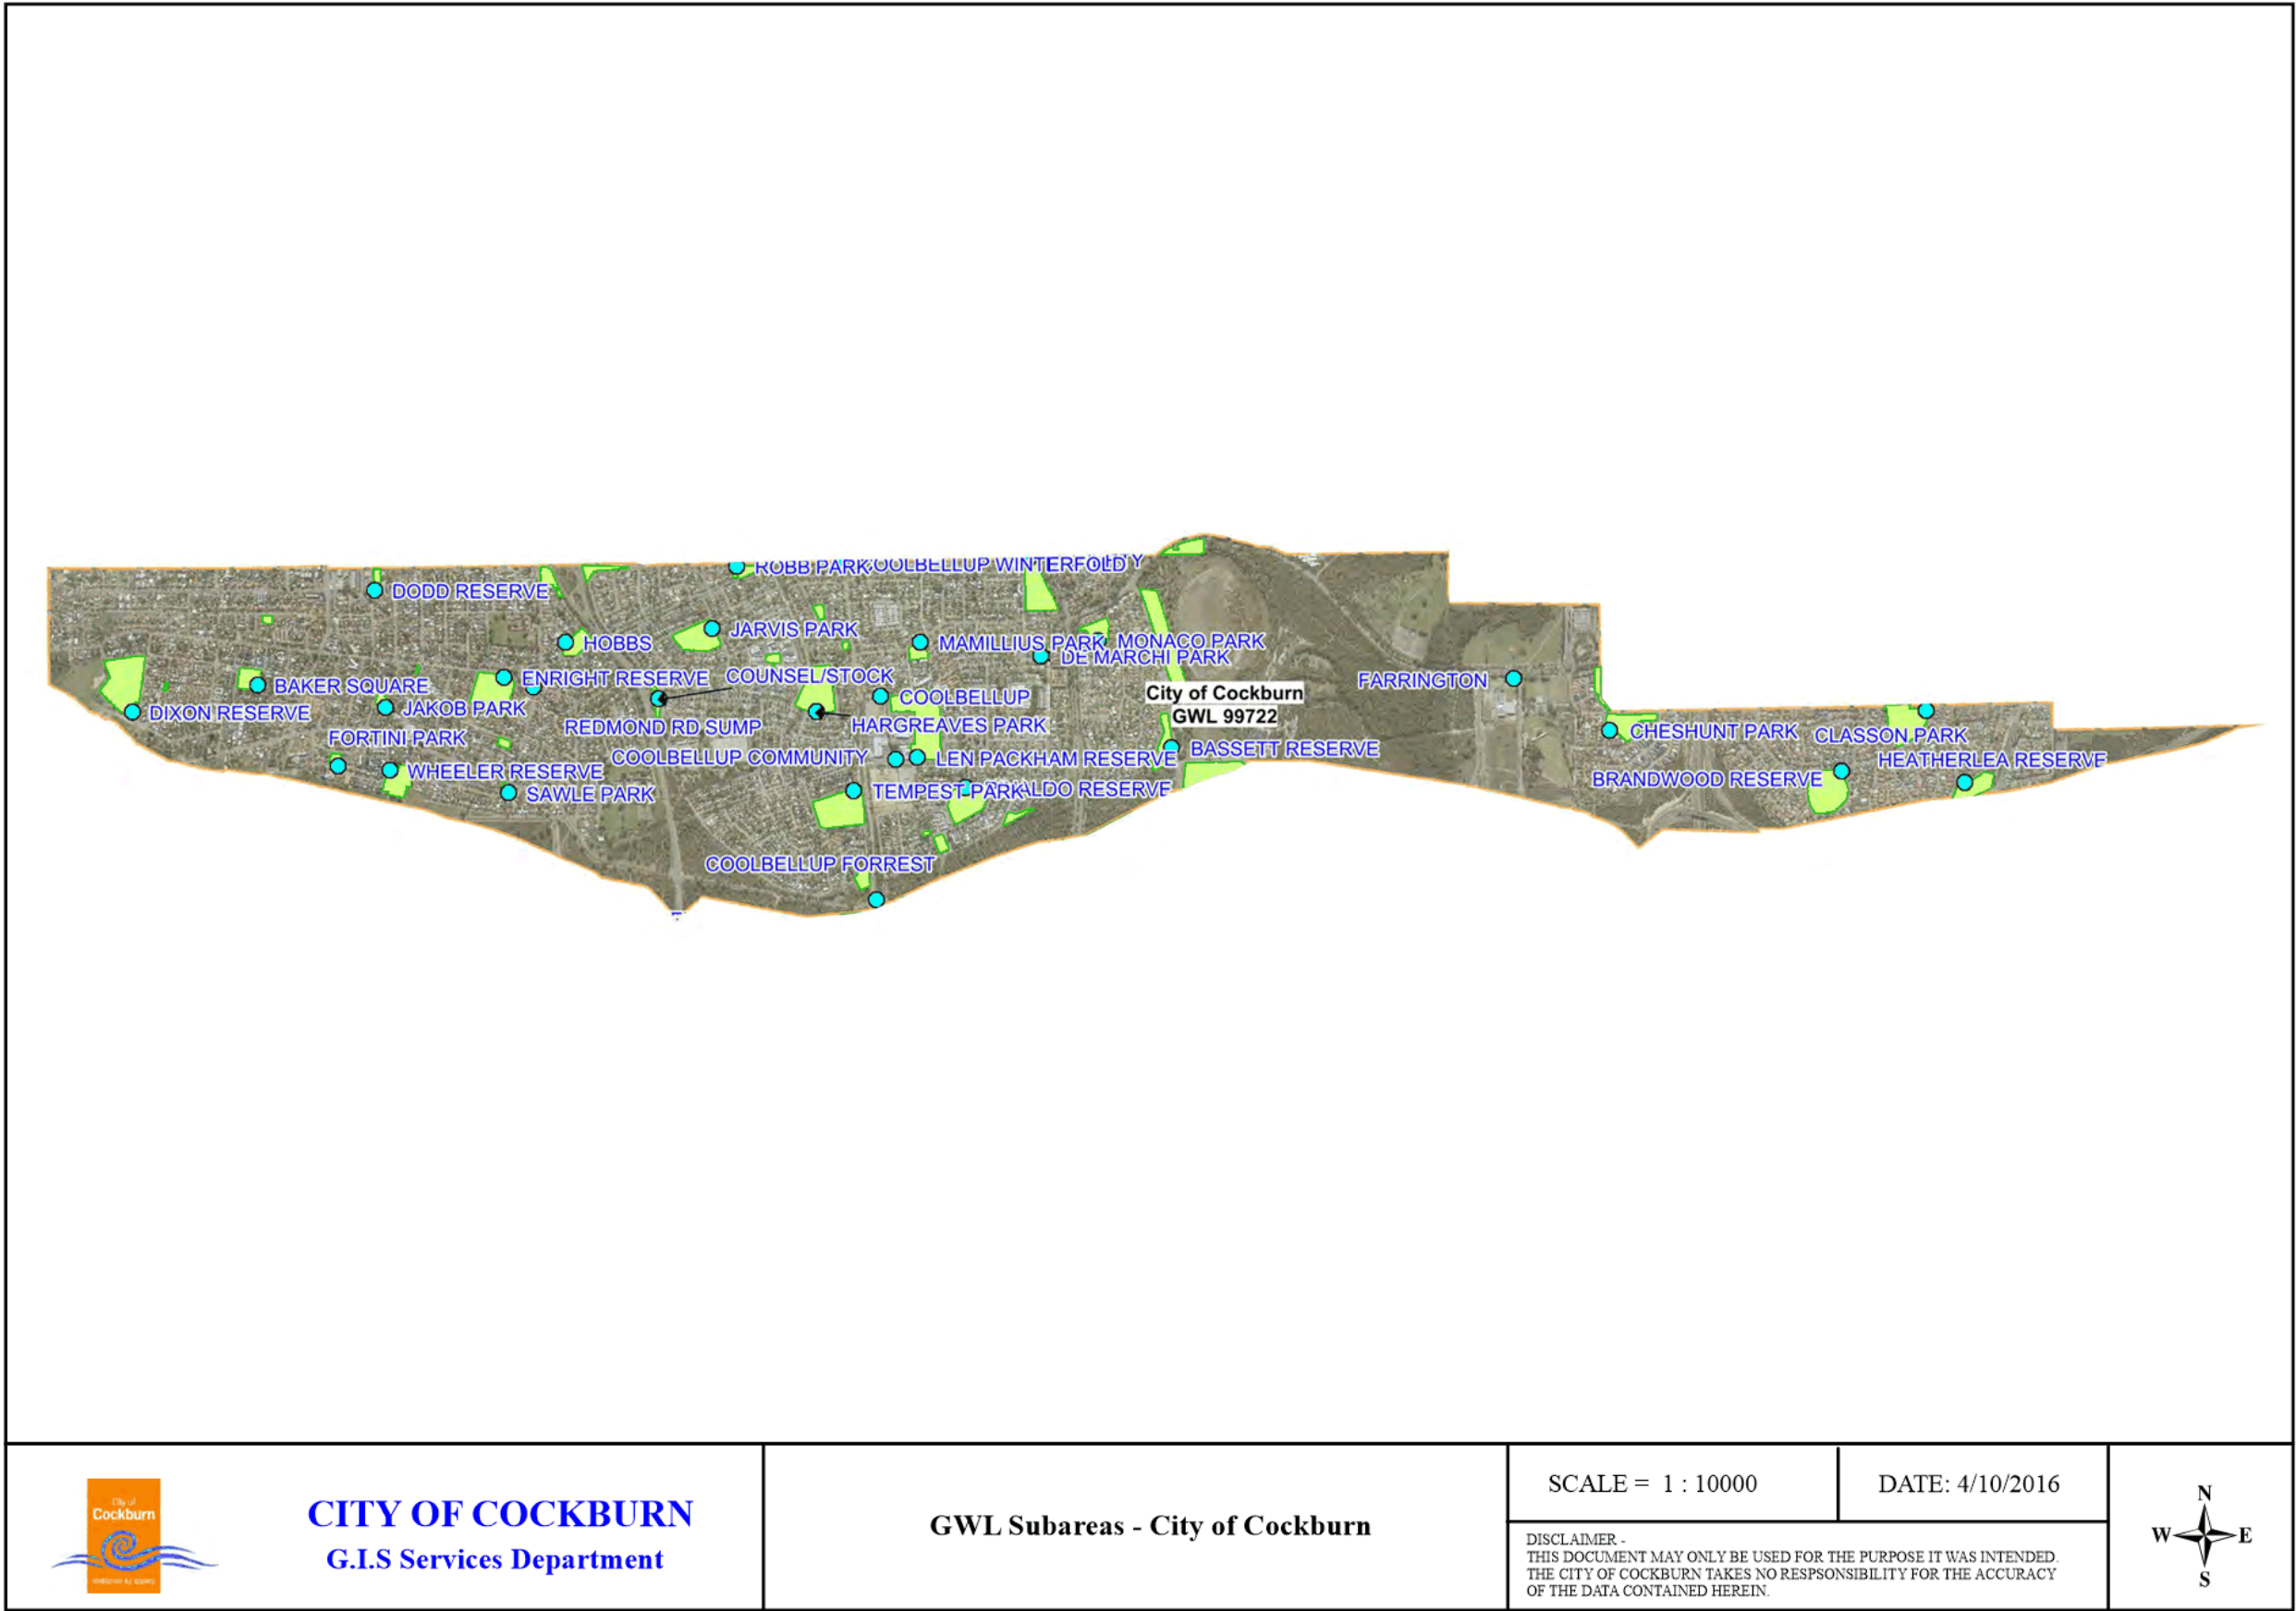 ROBB PARK
COOLBELLUP WINTERFOLD
DODD RESERVE
HOBBS
JARVIS PARK
MAMILLIUS PARK
MONACO PARK
DE MARCHI PARK
ENRIGHT RESERVE
COUNSEL/STOCK
BAKER SQUARE
COOLBELLUP
City of Cockburn
GWL 99722
FARRINGTON
DIXON RESERVE
JAKOB PARK
REDMOND RD SUMP
HARGREAVES PARK
FORTINI PARK
CHESHUNT PARK
CLASSON PARK
COOLBELLUP COMMUNITY
LEN PACKHAM RESERVE
BASSETT RESERVE
HEATHERLEA RESERVE
WHEELER RESERVE
BRANDWOOD RESERVE
SAWLE PARK
TEMPEST PARK
RESERVE
COOLBELLUP FORREST
City of
Cockburn
CITY OF COCKBURN
G.I.S Services Department
GWL Subareas - City of Cockburn
SCALE = 1 : 10000
DATE: 4/10/2016
DISCLAIMER -
THIS DOCUMENT MAY ONLY BE USED FOR THE PURPOSE IT WAS INTENDED.
THE CITY OF COCKBURN TAKES NO RESPSONSIBILITY FOR THE ACCURACY
OF THE DATA CONTAINED HEREIN.
N
W E
S